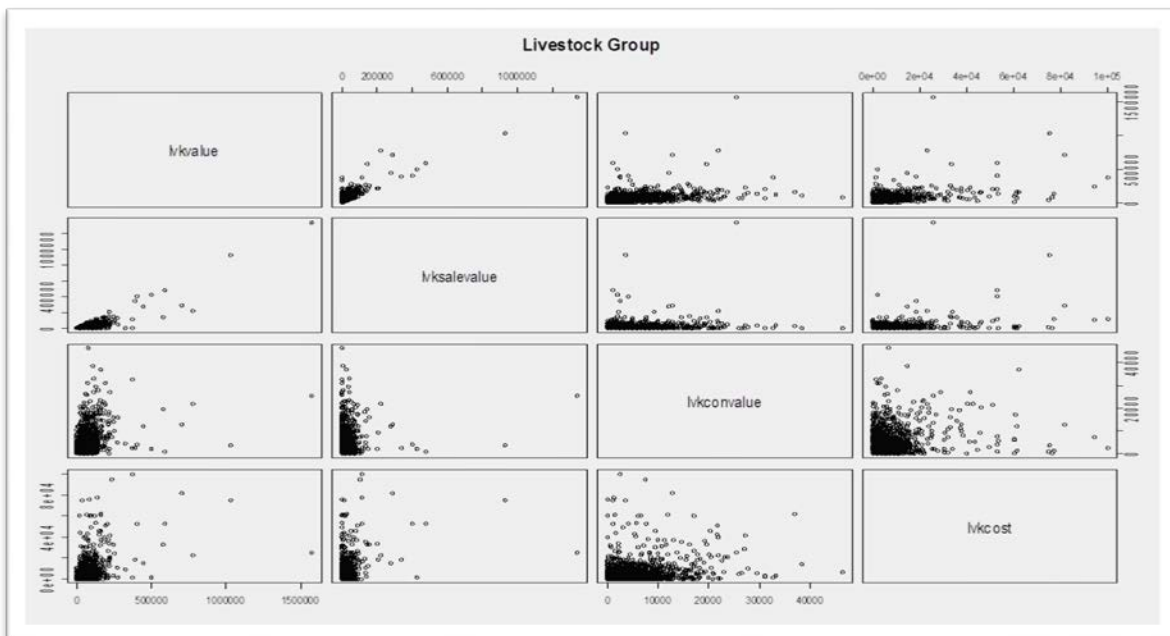 Livestock Group
0 200000 600000 1000000
0e+00 2e+04 4e+04 6e+04 8e+04 1e+05
lvkvalue
0 500000 1500000
0 400000 1000000
lvksalevalue
lvkconvalue
0 20000 40000
0e+00 4e+04 8e+04
lvkcost
0 500000 1000000 1500000
0 10000 20000 30000 40000